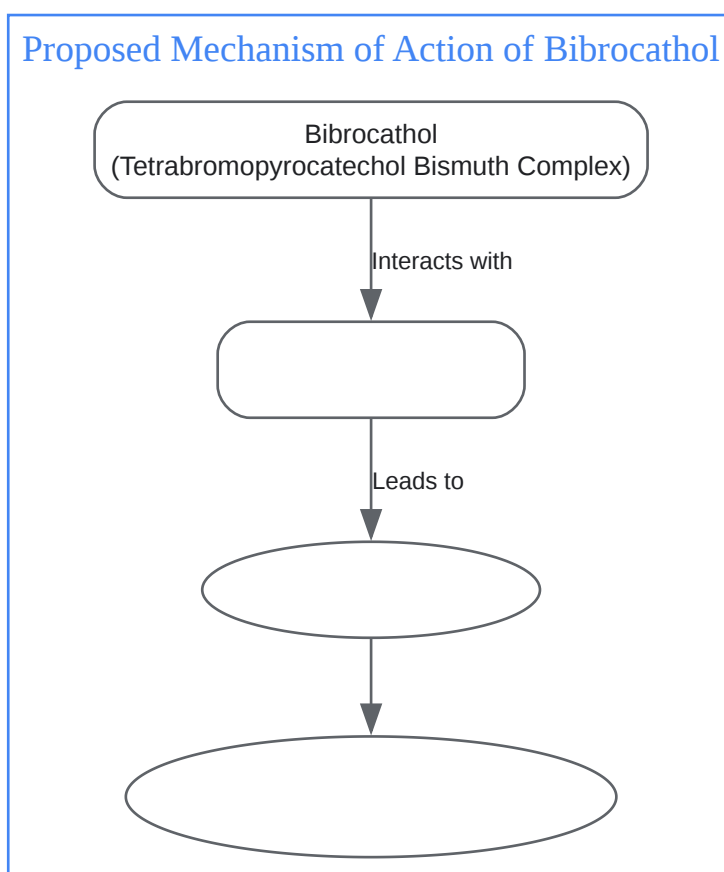 Proposed Mechanism of Action of Bibrocathol
Bibrocathol
(Tetrabromopyrocatechol Bismuth Complex)
Interacts with
Leads to